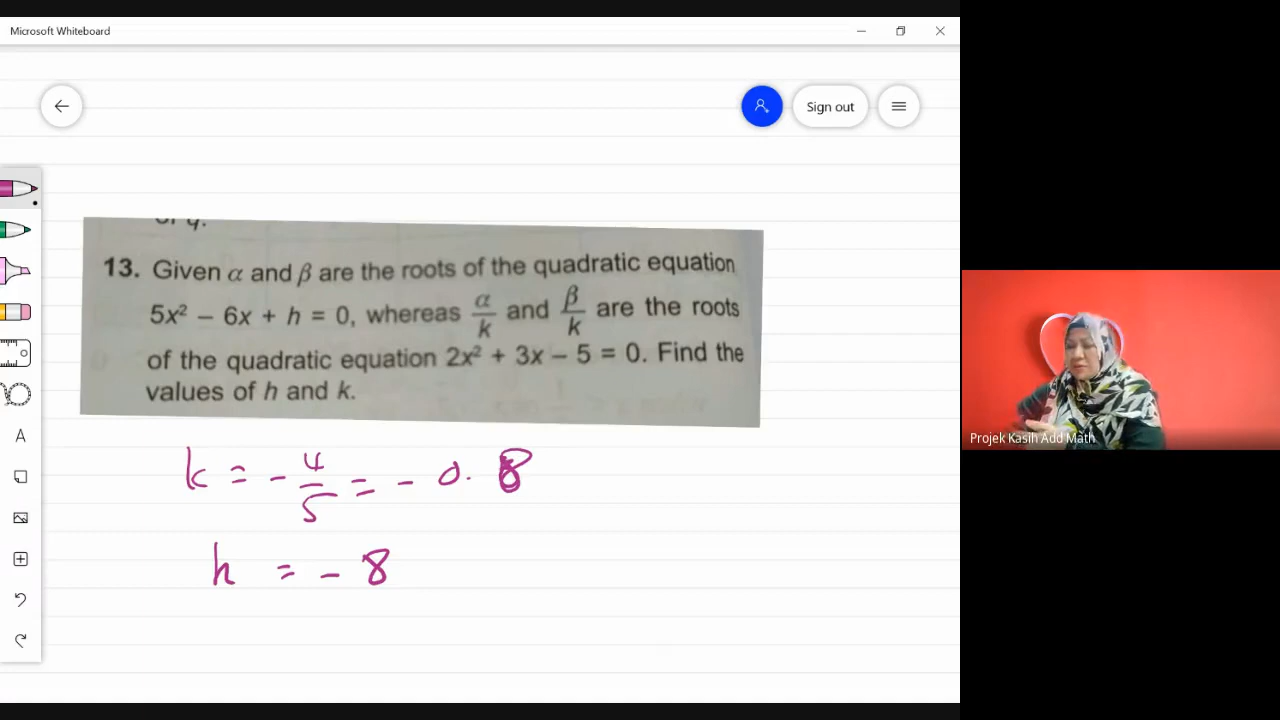 Microsoft Whiteboard
Sign out
13. Given α and β are the roots of the quadratic equation
5x² − 6x + h = 0, whereas α/k and β/k are the roots
of the quadratic equation 2x² + 3x − 5 = 0. Find the
values of h and k.
k = - 4/5 = - 0.8
h = - 8
A
Projek Kasih Add Math